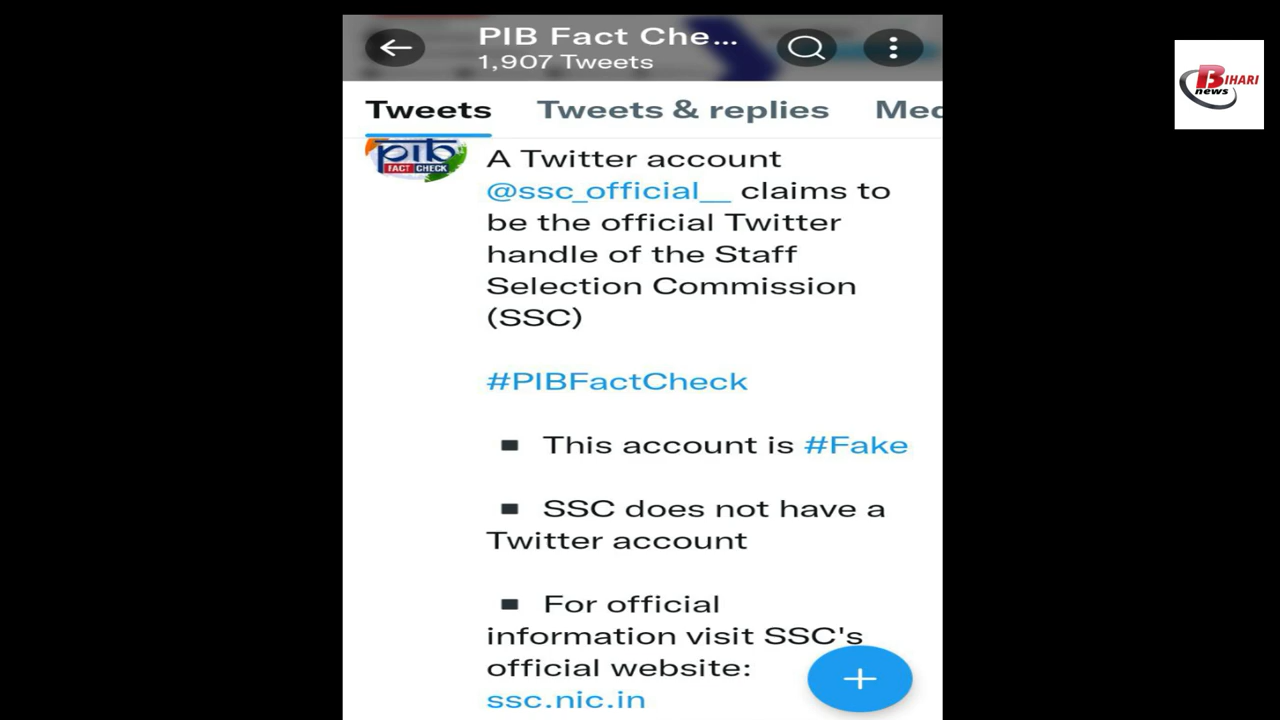 PIB Fact Che...
1,907 Tweets
Tweets Tweets & replies Med
pib
FACT CHECK
A Twitter account
@ssc_official__ claims to
be the official Twitter
handle of the Staff
Selection Commission
(SSC)
#PIBFactCheck
▪ This account is #Fake
▪ SSC does not have a
Twitter account
▪ For official
information visit SSC's
official website:
ssc.nic.in
BIHARI
news